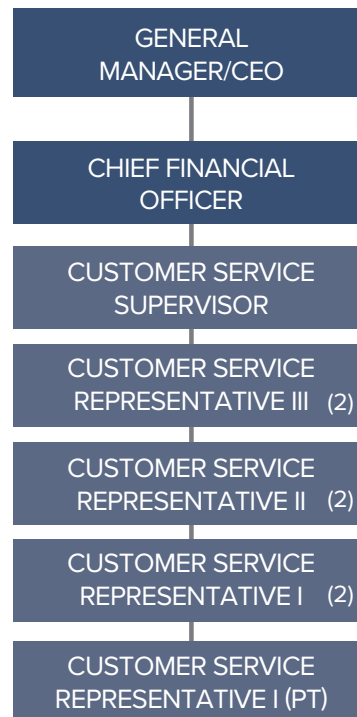 GENERAL
MANAGER/CEO
CHIEF FINANCIAL
OFFICER
CUSTOMER SERVICE
SUPERVISOR
CUSTOMER SERVICE
REPRESENTATIVE III (2)
CUSTOMER SERVICE
REPRESENTATIVE II (2)
CUSTOMER SERVICE
REPRESENTATIVE I (2)
CUSTOMER SERVICE
REPRESENTATIVE I (PT)